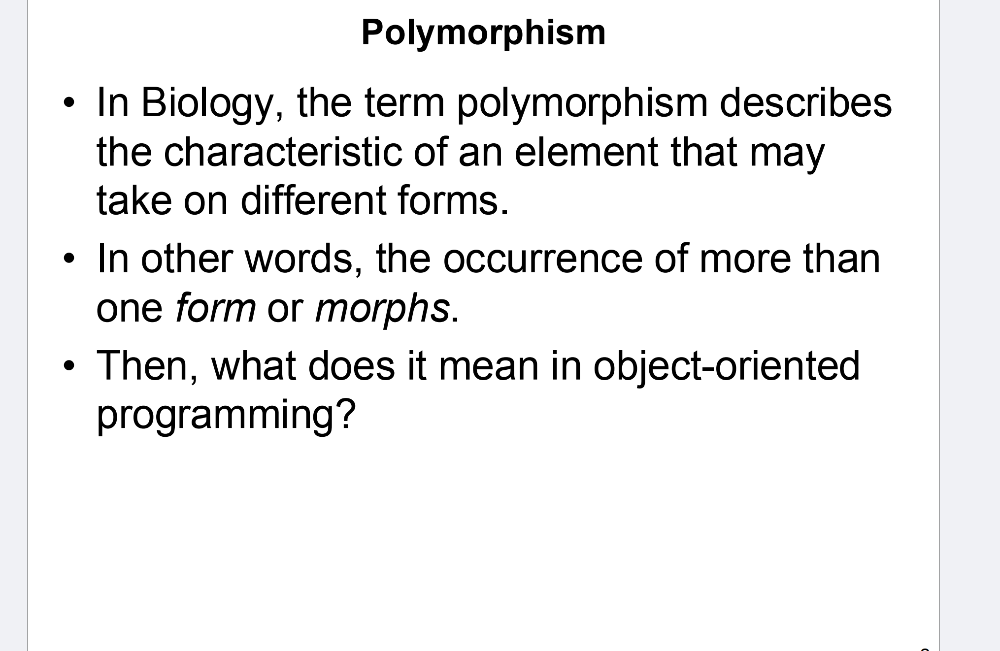 Polymorphism
• In Biology, the term polymorphism describes
the characteristic of an element that may
take on different forms.
• In other words, the occurrence of more than
one form or morphs.
• Then, what does it mean in object-oriented
programming?